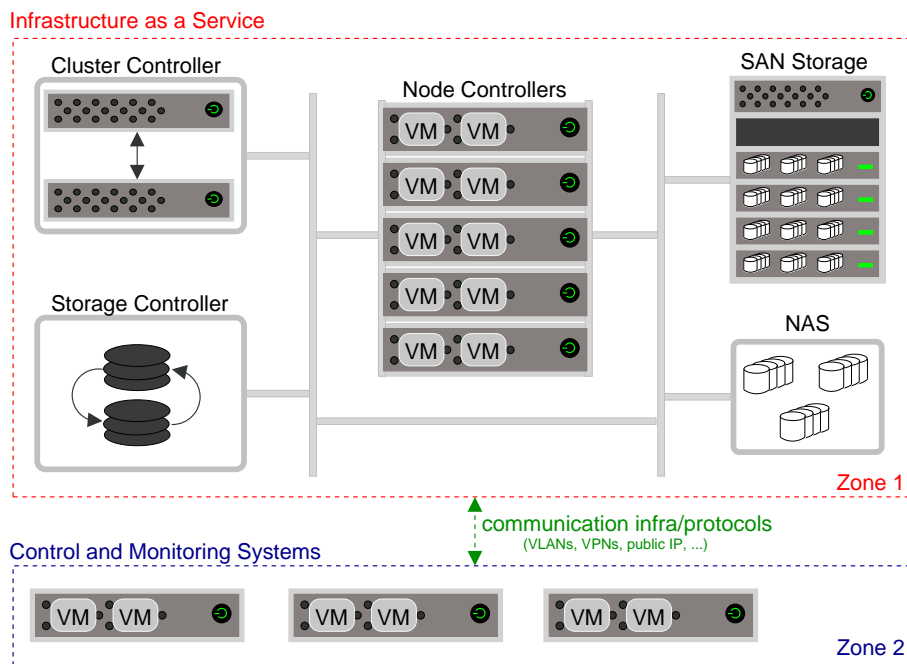 Infrastructure as a Service
Cluster Controller
Node Controllers
SAN Storage
VM VM
VM VM
VM VM
VM VM
VM VM
Storage Controller
NAS
Zone 1
communication infra/protocols
(VLANs, VPNs, public IP, ...)
Control and Monitoring Systems
VM VM VM VM VM VM
Zone 2